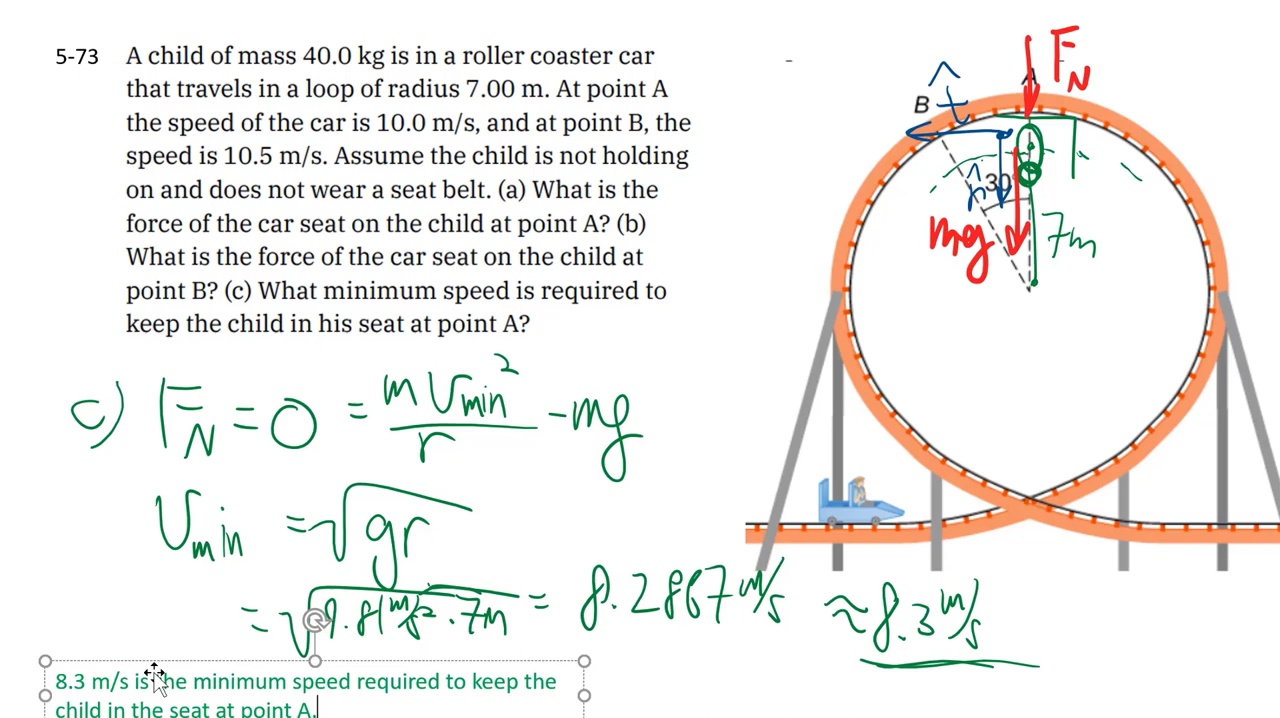 5-73 A child of mass 40.0 kg is in a roller coaster car
that travels in a loop of radius 7.00 m. At point A
the speed of the car is 10.0 m/s, and at point B, the
speed is 10.5 m/s. Assume the child is not holding
on and does not wear a seat belt. (a) What is the
force of the car seat on the child at point A? (b)
What is the force of the car seat on the child at
point B? (c) What minimum speed is required to
keep the child in his seat at point A?
A
F_N
B
t̂
n̂
30°
mg
7m
c) F_N = 0 = m v_min² / r - mg
v_min = √gr
= √9.81 m/s² · 7m = 8.2867 m/s ≈ 8.3 m/s
8.3 m/s is the minimum speed required to keep the
child in the seat at point A.